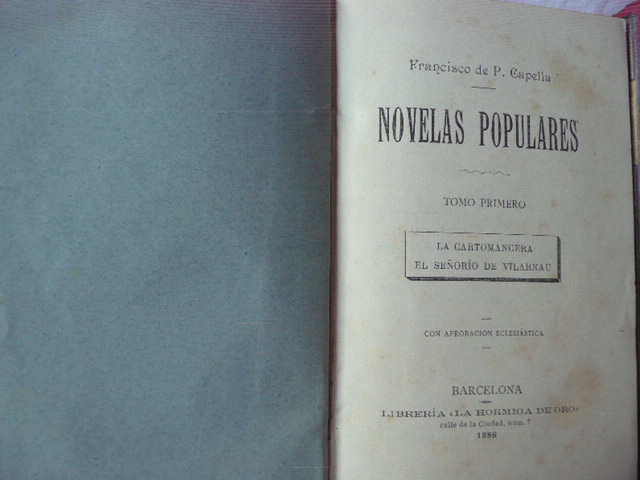 Francisco de P. Capella
NOVELAS POPULARES
TOMO PRIMERO
LA CARTOMANCERA
EL SEÑORÍO DE VILARNAU
CON APROBACION ECLESIÁSTICA
BARCELONA
LIBRERÍA «LA HORMIGA DE ORO»
calle de la Ciudad, núm. 7
1886